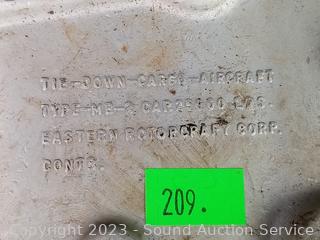 TIE-DOWN-CARGO-AIRCRAFT
TYPE-MB-2 CAP25000 LBS.
EASTERN ROTORCRAFT CORP.
CONTR.
209.
Copyright 2023 - Sound Auction Service